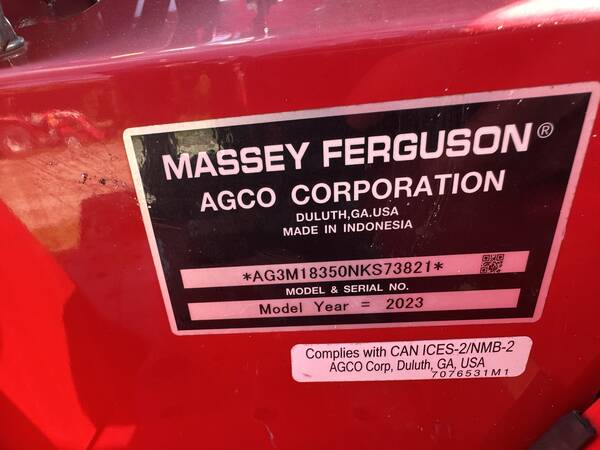 MASSEY FERGUSON®
AGCO CORPORATION
DULUTH,GA.USA
MADE IN INDONESIA
*AG3M18350NKS73821*
MODEL & SERIAL NO.
Model Year = 2023
Complies with CAN ICES-2/NMB-2
AGCO Corp, Duluth, GA, USA
7076531M1